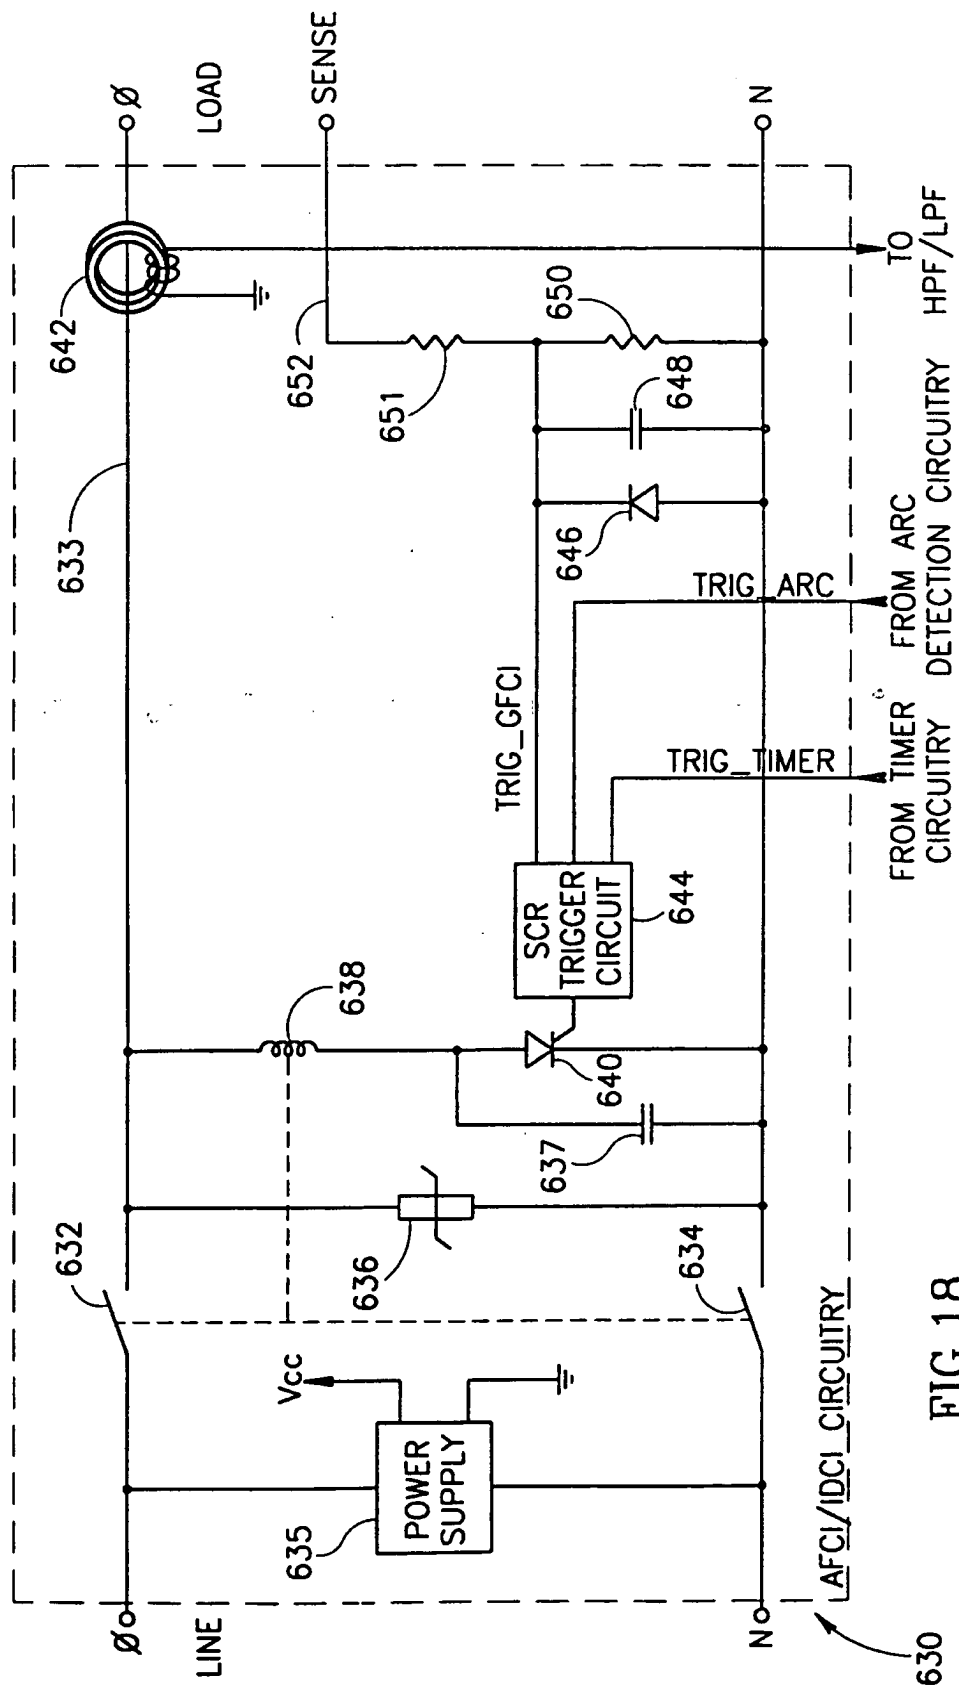 Ø
LINE
N
630
632
633
642
Ø
LOAD
SENSE
N
Vcc
POWER
SUPPLY
635
636
634
638
637
640
SCR
TRIGGER
CIRCUIT
644
TRIG_GFCI
TRIG_ARC
TRIG_TIMER
646
648
650
651
652
AFCI/IDCI CIRCUITRY
FROM TIMER
CIRCUITRY
FROM ARC
DETECTION CIRCUITRY
TO
HPF/LPF
FIG. 18